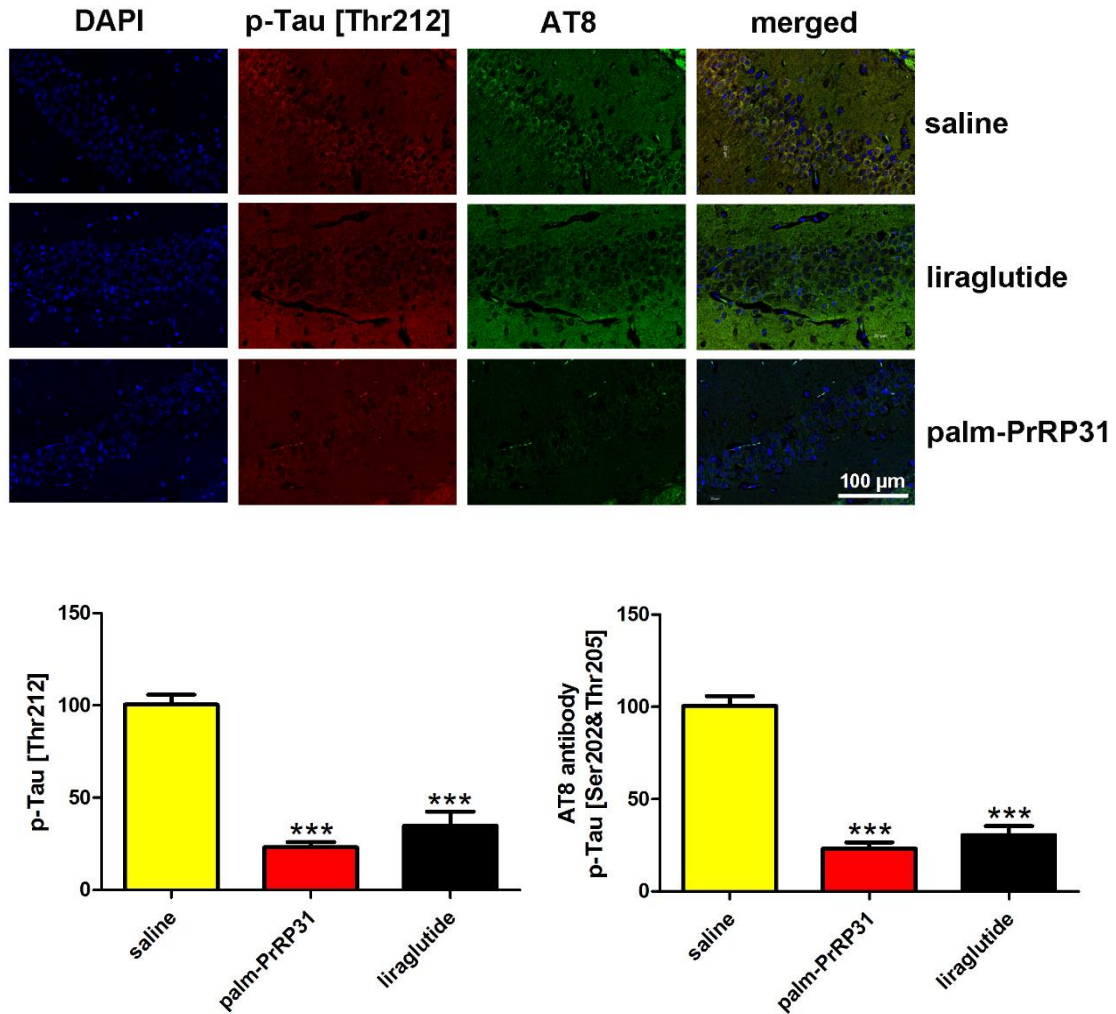 DAPI p-Tau [Thr212] AT8 merged
saline
liraglutide
palm-PrRP31
100 µm
150
100
50
0
p-Tau [Thr212]
***
***
saline
palm-PrRP31
liraglutide
150
100
50
0
AT8 antibody
p-Tau [Ser202&Thr205]
***
***
saline
palm-PrRP31
liraglutide